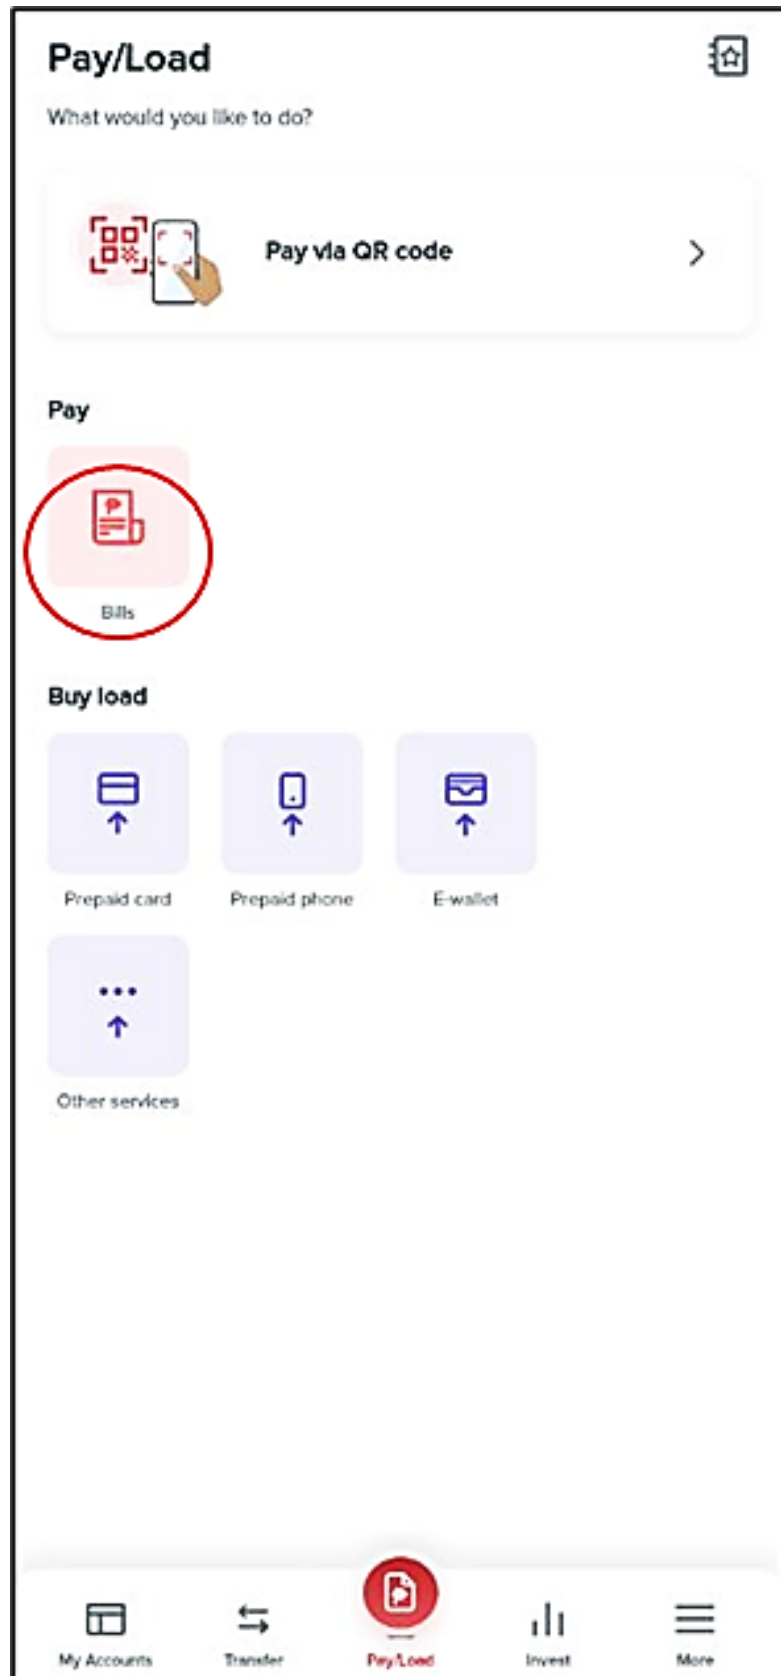 Pay/Load
What would you like to do?
Pay via QR code
Pay
Bills
Buy load
Prepaid card
Prepaid phone
E-wallet
Other services
My Accounts
Transfer
Pay/Load
Invest
More